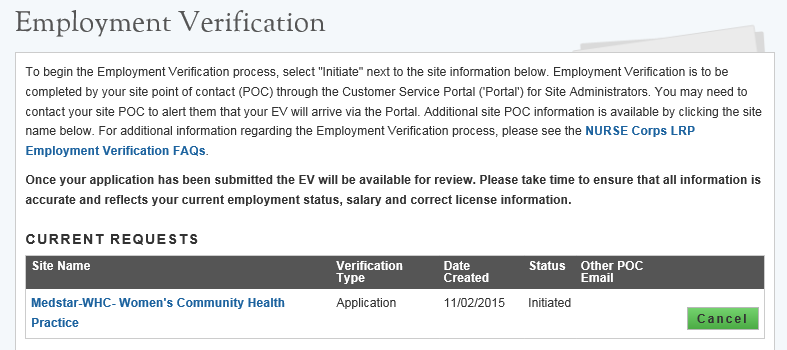 Employment Verification
To begin the Employment Verification process, select "Initiate" next to the site information below. Employment Verification is to be
completed by your site point of contact (POC) through the Customer Service Portal ('Portal') for Site Administrators. You may need to
contact your site POC to alert them that your EV will arrive via the Portal. Additional site POC information is available by clicking the site
name below. For additional information regarding the Employment Verification process, please see the NURSE Corps LRP
Employment Verification FAQs.
Once your application has been submitted the EV will be available for review. Please take time to ensure that all information is
accurate and reflects your current employment status, salary and correct license information.
CURRENT REQUESTS
Site Name Verification Date Status Other POC
Type Created Email
Medstar-WHC- Women's Community Health Application 11/02/2015 Initiated
Practice
Cancel